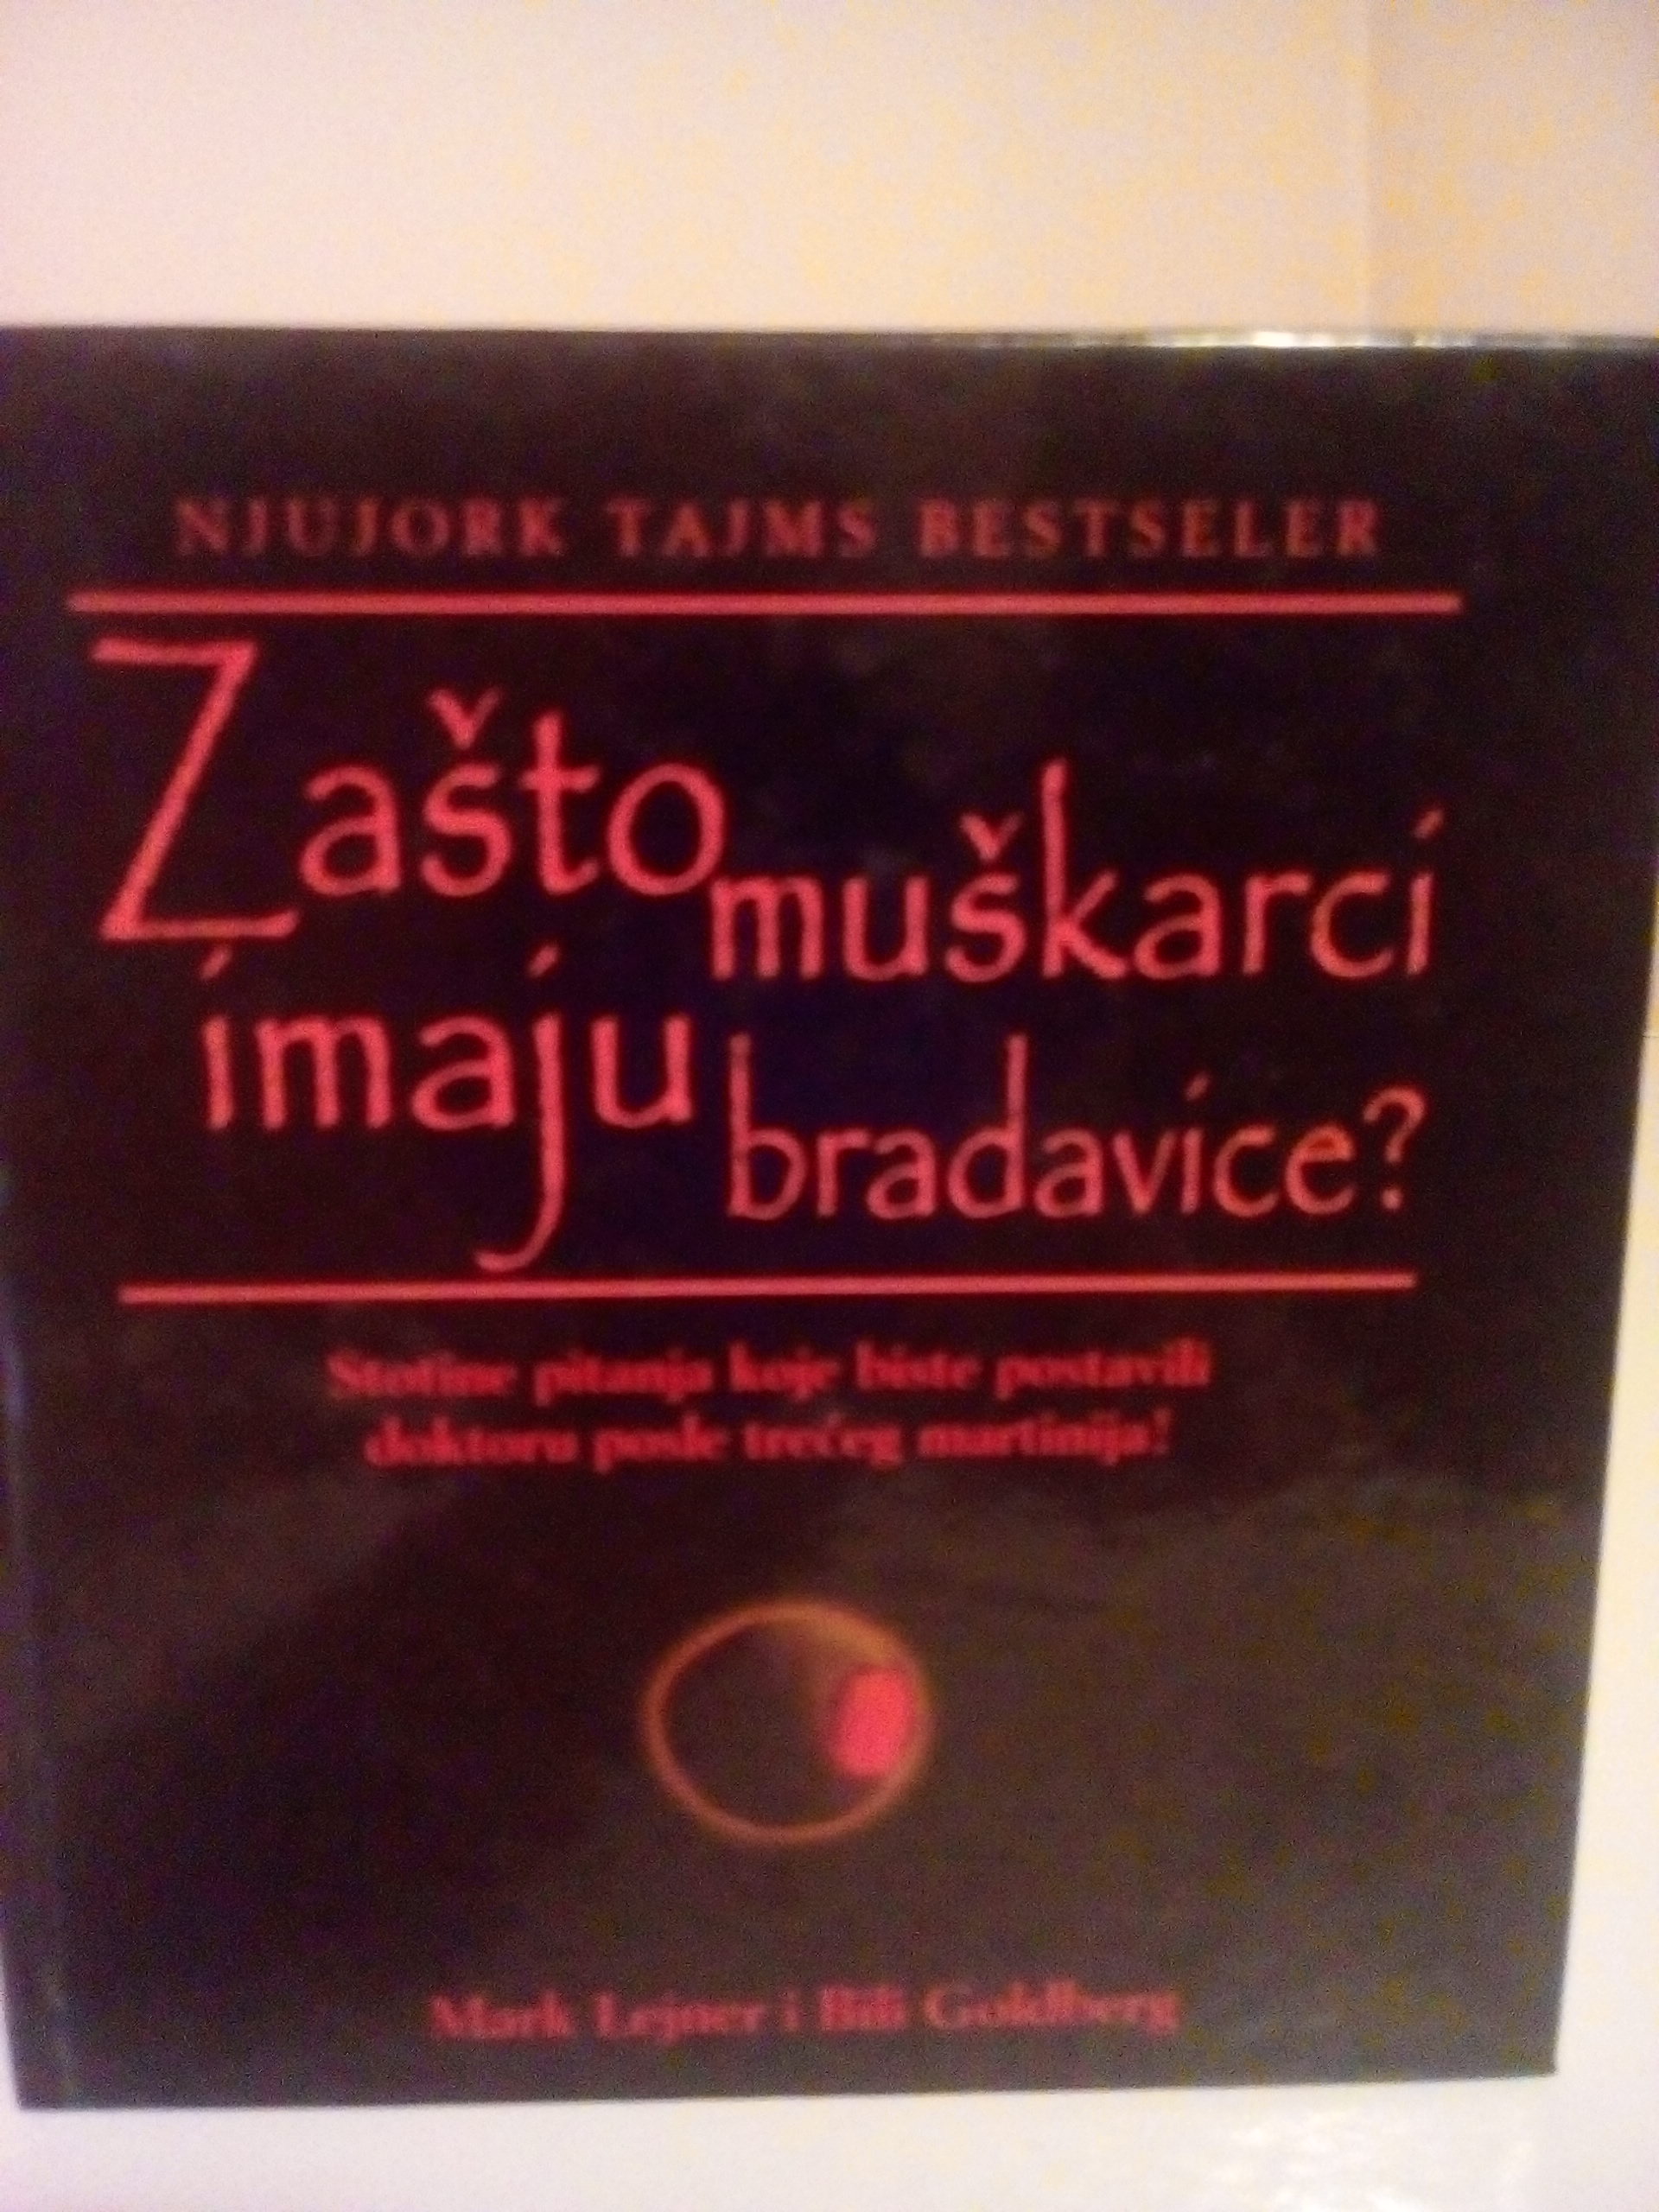 NJUJORK TAJMS BESTSELER
Zašto muškarci
imaju bradavice?
Stotine pitanja koje biste postavili
doktoru posle trećeg martinija!
Mark Lejner i Bili Goldberg